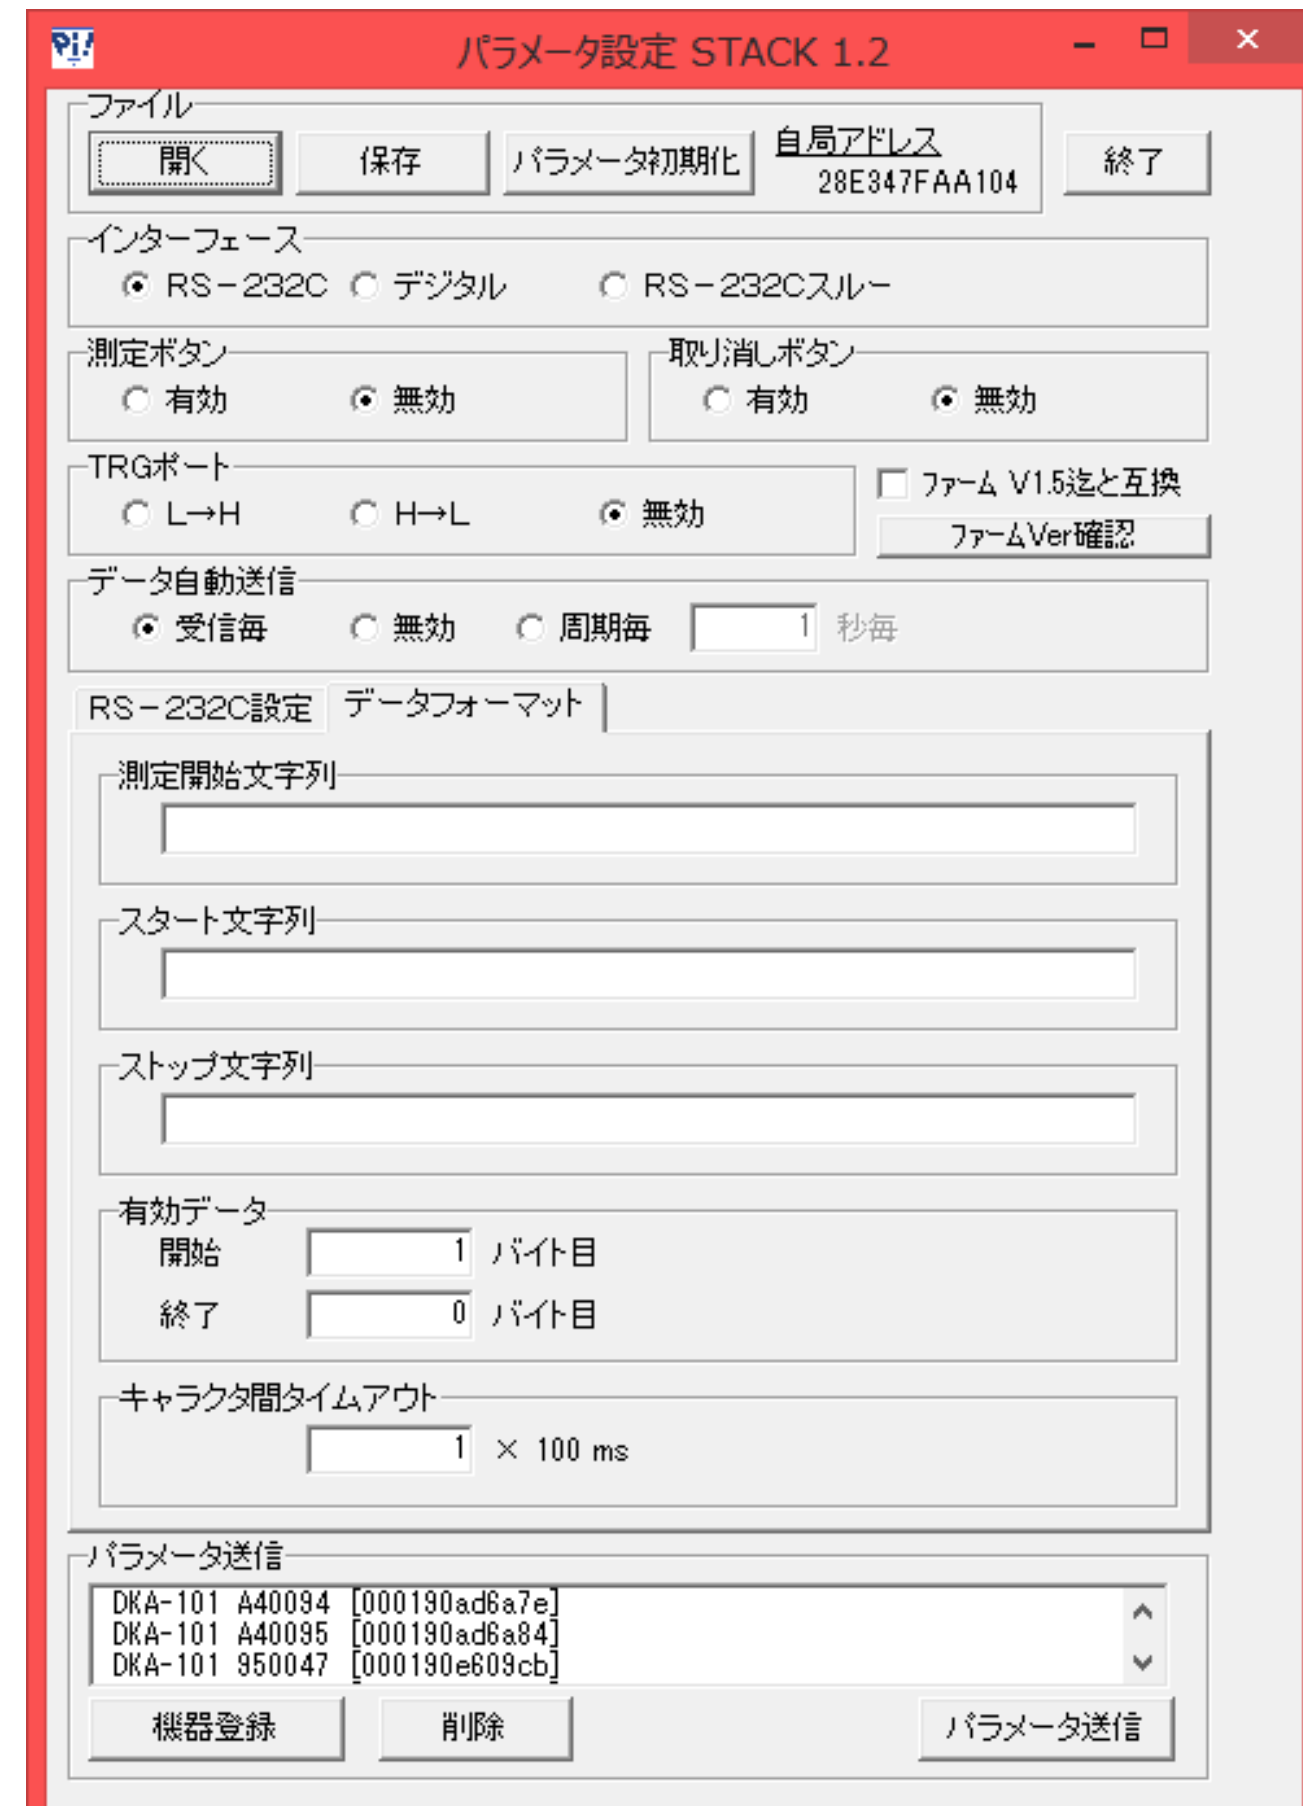 Pi!
パラメータ設定 STACK 1.2
ファイル
開く 保存 パラメータ初期化 自局アドレス 終了
28E347FAA104
インターフェース
RS-232C デジタル RS-232Cスルー
測定ボタン 取り消しボタン
有効 無効 有効 無効
TRGポート
L→H H→L 無効 ファーム V1.5迄と互換
ファームVer確認
データ自動送信
受信毎 無効 周期毎 1 秒毎
RS-232C設定 データフォーマット
測定開始文字列
スタート文字列
ストップ文字列
有効データ
開始 1 バイト目
終了 0 バイト目
キャラクタ間タイムアウト
1 × 100 ms
パラメータ送信
DKA-101 A40094 [000190ad6a7e]
DKA-101 A40095 [000190ad6a84]
DKA-101 950047 [000190e609cb]
機器登録 削除 パラメータ送信